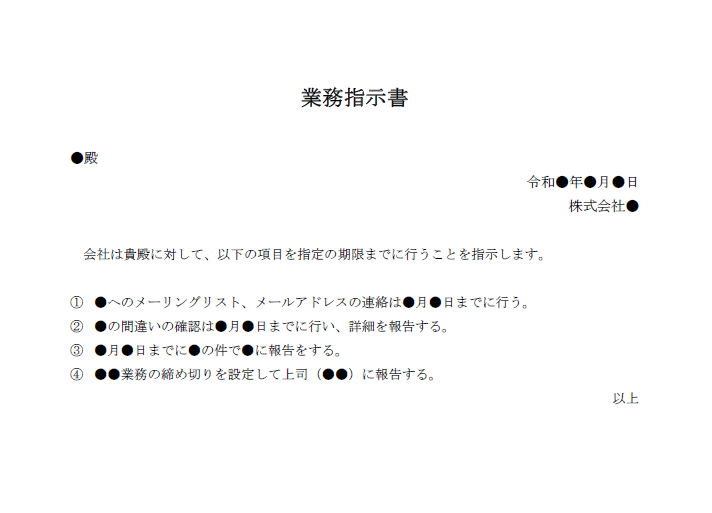 業務指示書
●殿
令和●年●月●日
株式会社●
会社は貴殿に対して、以下の項目を指定の期限までに行うことを指示します。
① ●へのメーリングリスト、メールアドレスの連絡は●月●日までに行う。
② ●の間違いの確認は●月●日までに行い、詳細を報告する。
③ ●月●日までに●の件で●に報告をする。
④ ●●業務の締め切りを設定して上司（●●）に報告する。
以上